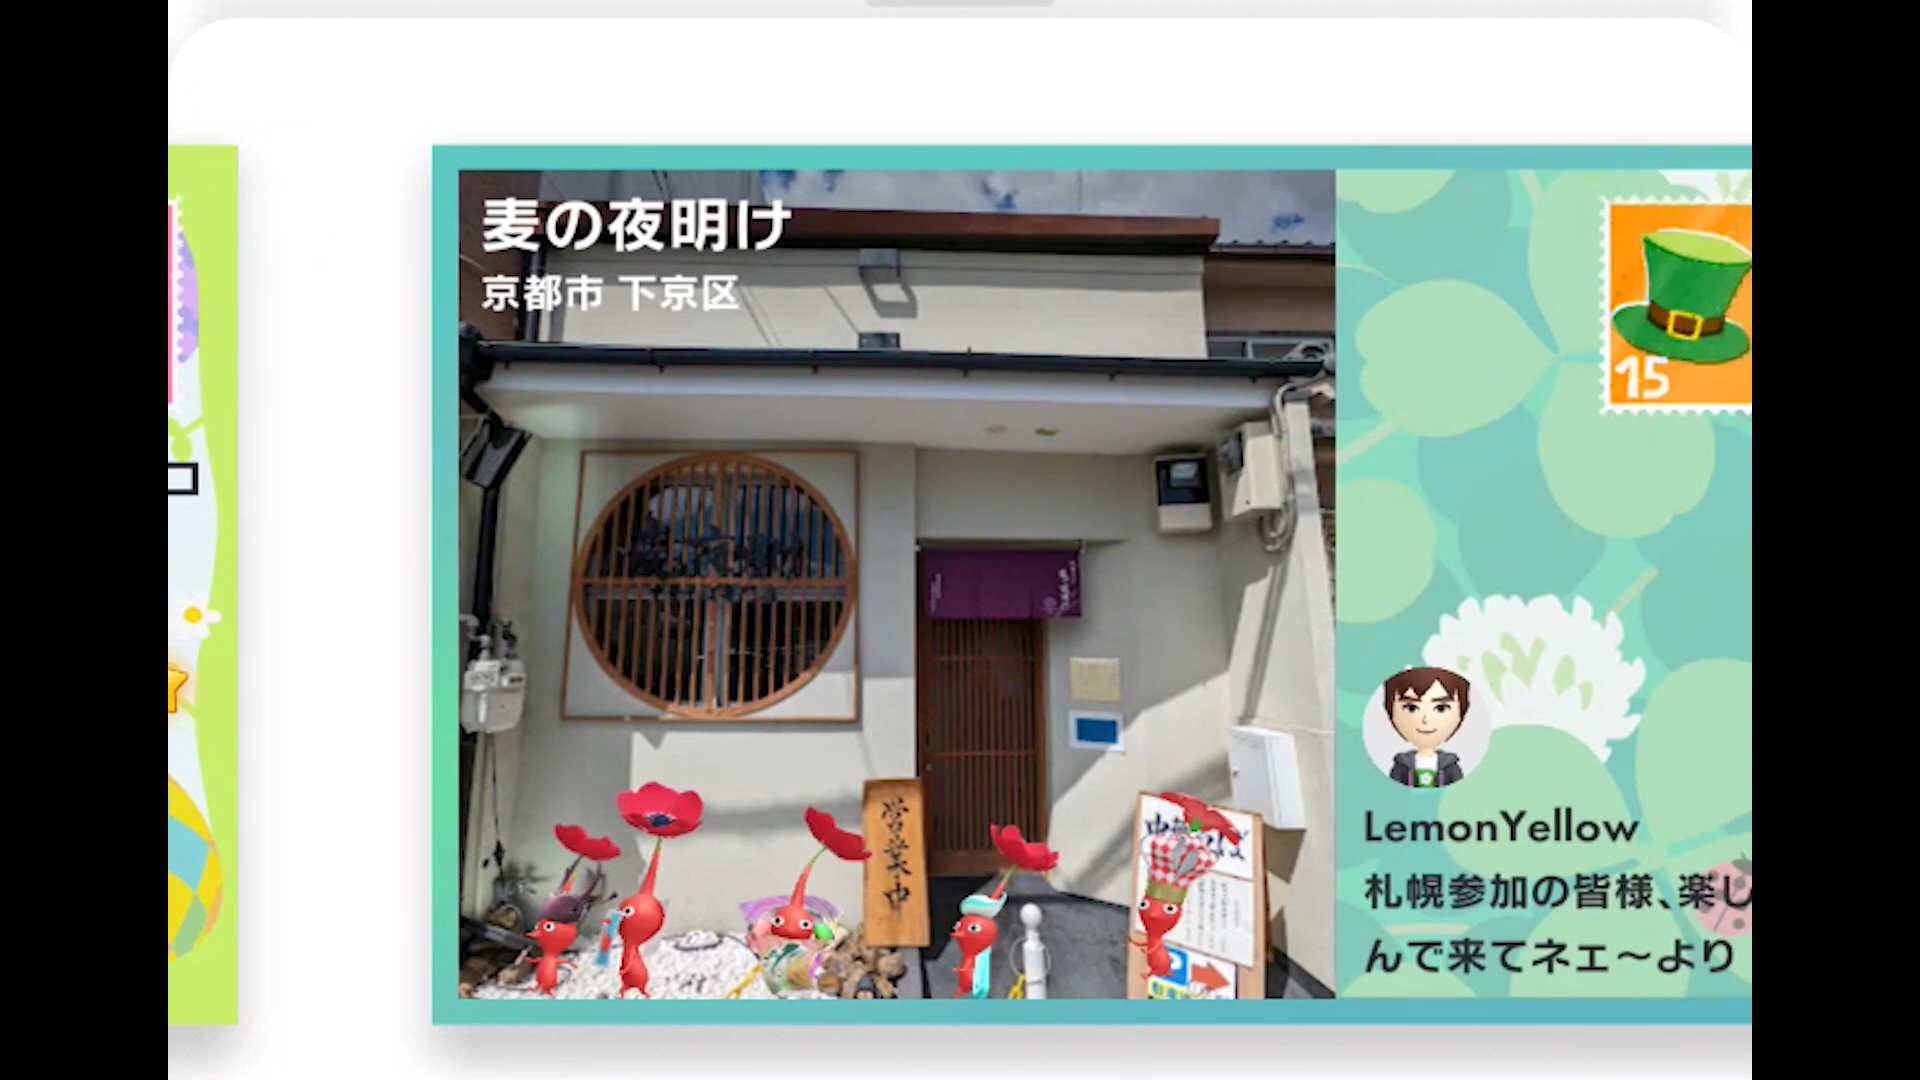 麦の夜明け
京都市 下京区
15
営業中
LemonYellow
札幌参加の皆様、楽し
んで来てネェ～より